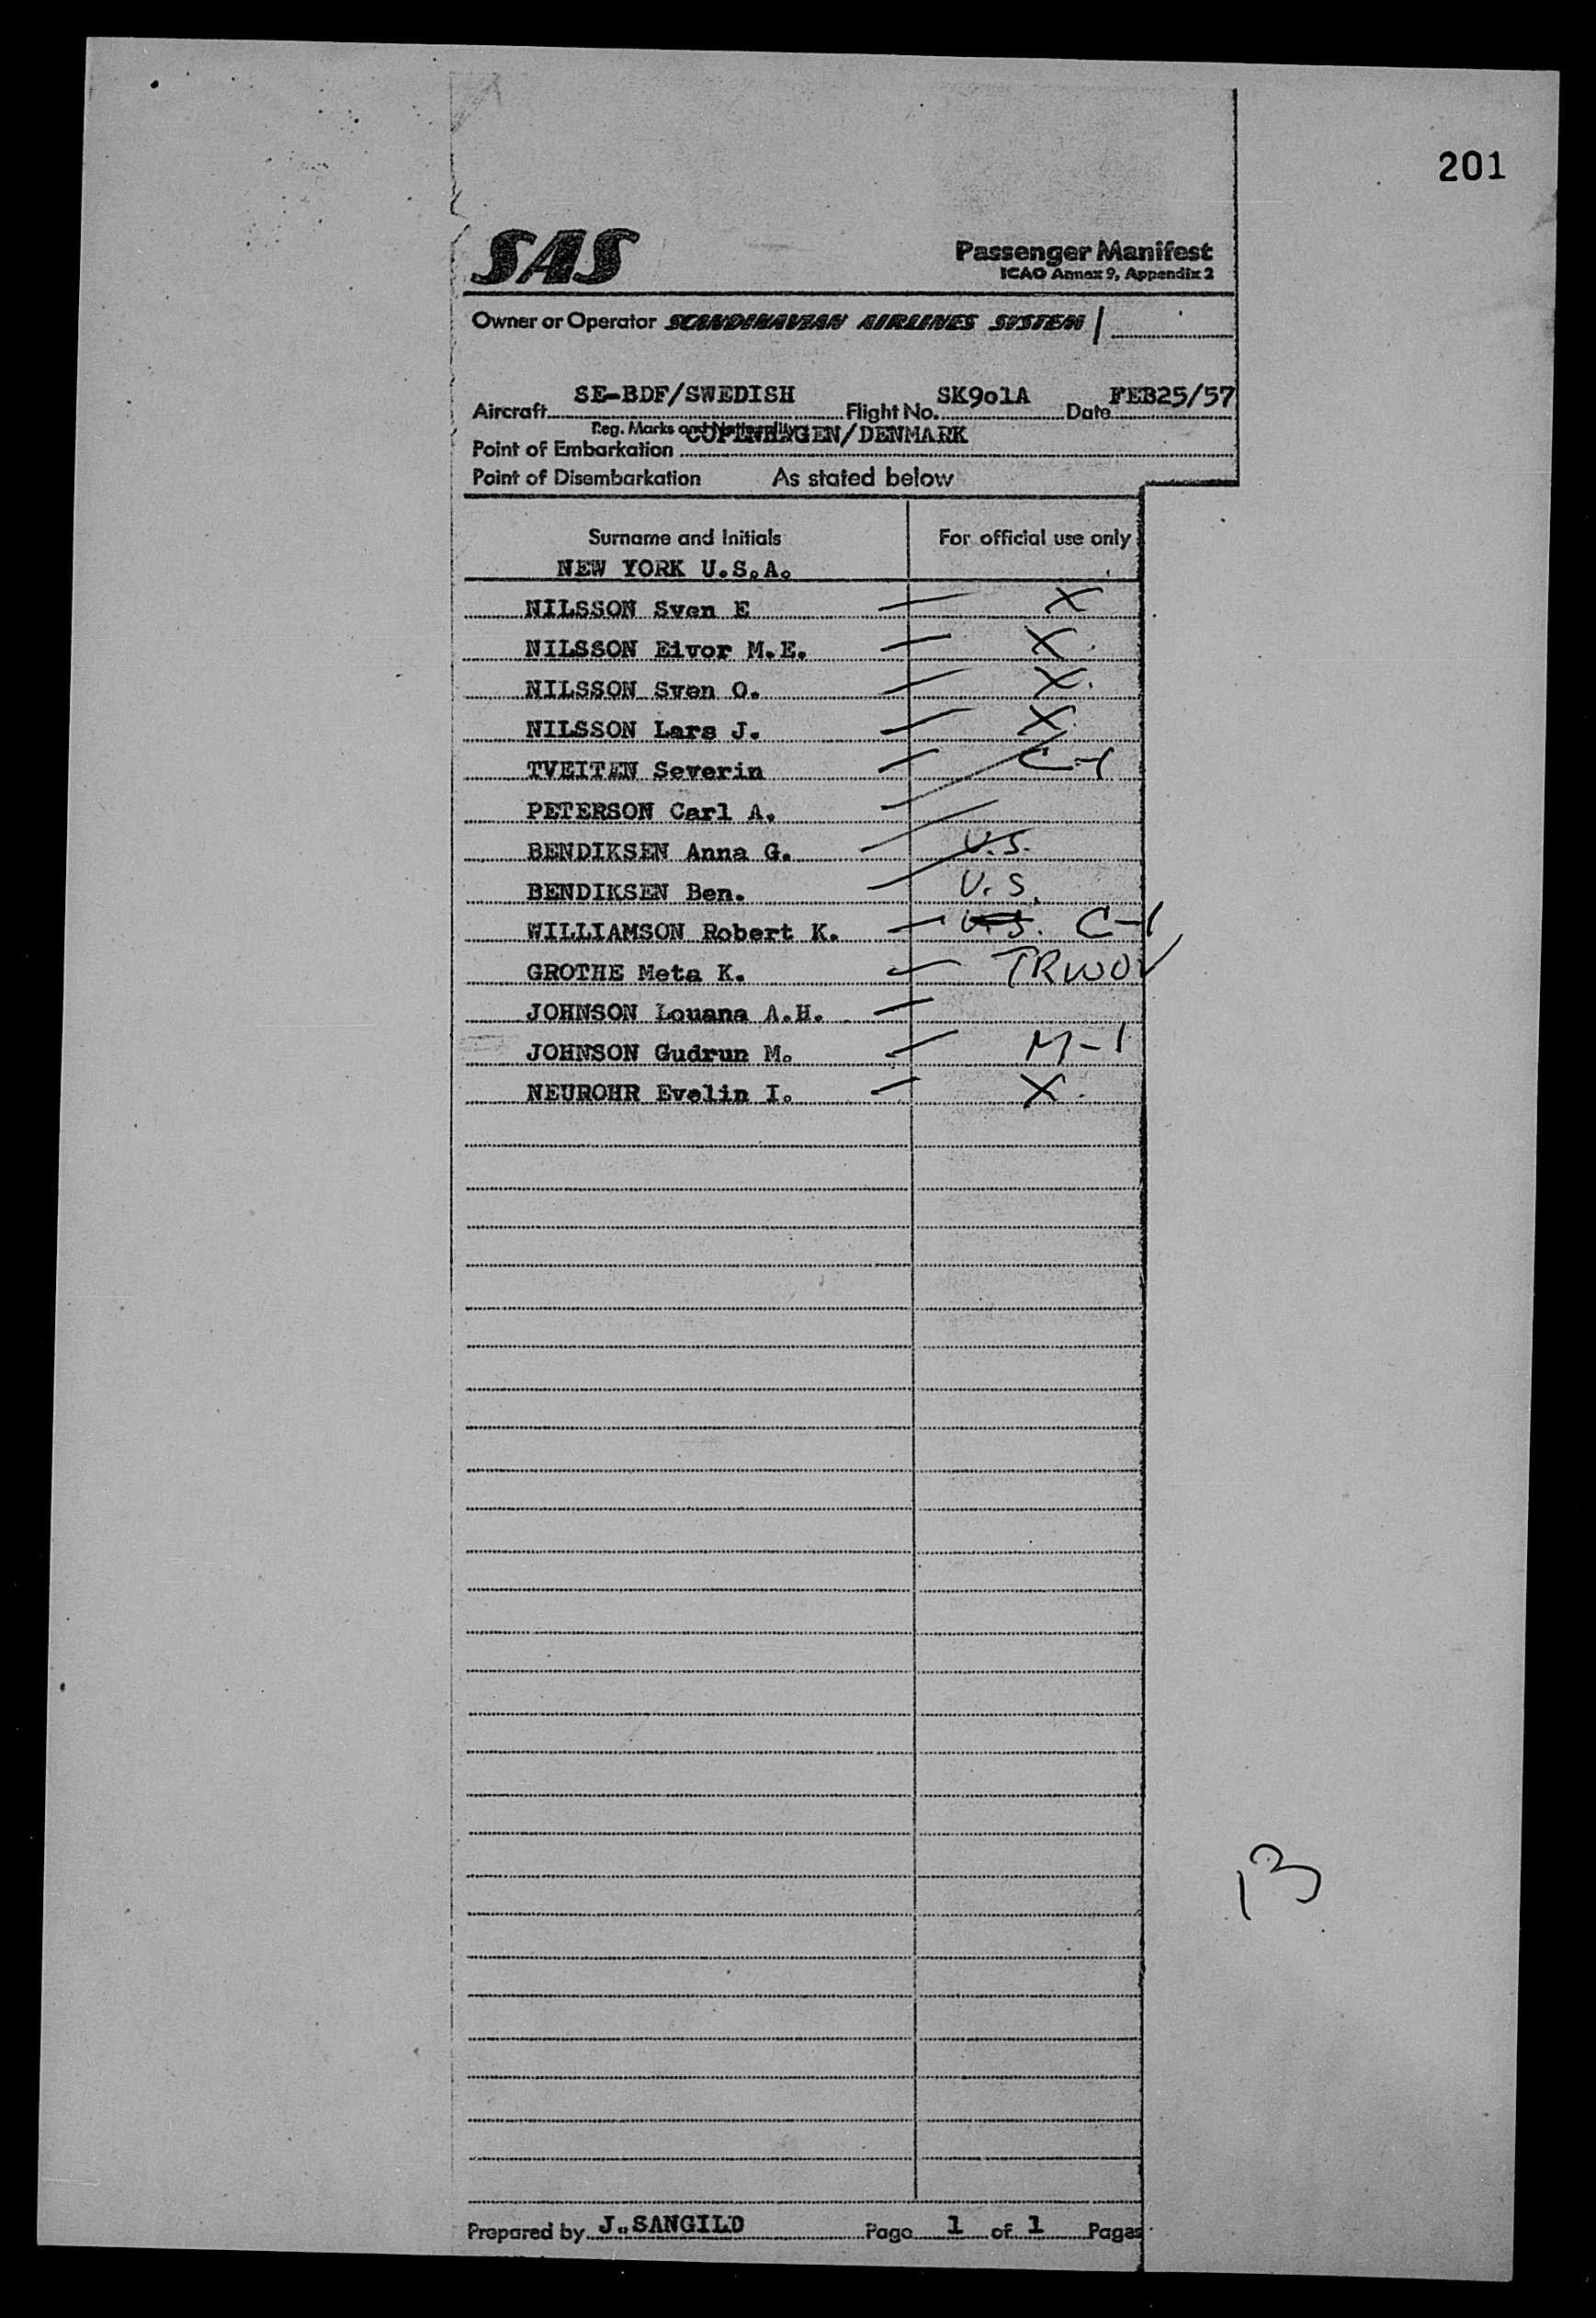 201
SAS
Passenger Manifest
ICAO Annex 9, Appendix 2
Owner or Operator SCANDINAVIAN AIRLINES SYSTEM
Aircraft SE-BDF/SWEDISH Flight No. SK901A Date FEB25/57
Reg. Marks and Nationality
Point of Embarkation COPENHAGEN/DENMARK
Point of Disembarkation As stated below
Surname and Initials For official use only
NEW YORK U.S.A.
NILSSON Sven E X
NILSSON Eivor M.E. X
NILSSON Sven O. X
NILSSON Lars J. X
TVEITEN Severin C-1
PETERSON Carl A.
BENDIKSEN Anna G. U.S.
BENDIKSEN Ben. U.S.
WILLIAMSON Robert K. U.S. C-1
GROTHE Meta K. TRWOV
JOHNSON Louana A.H.
JOHNSON Gudrun M. M-1
NEUROHR Evelin I. X
13
Prepared by J. SANGILD Page 1 of 1 Pages